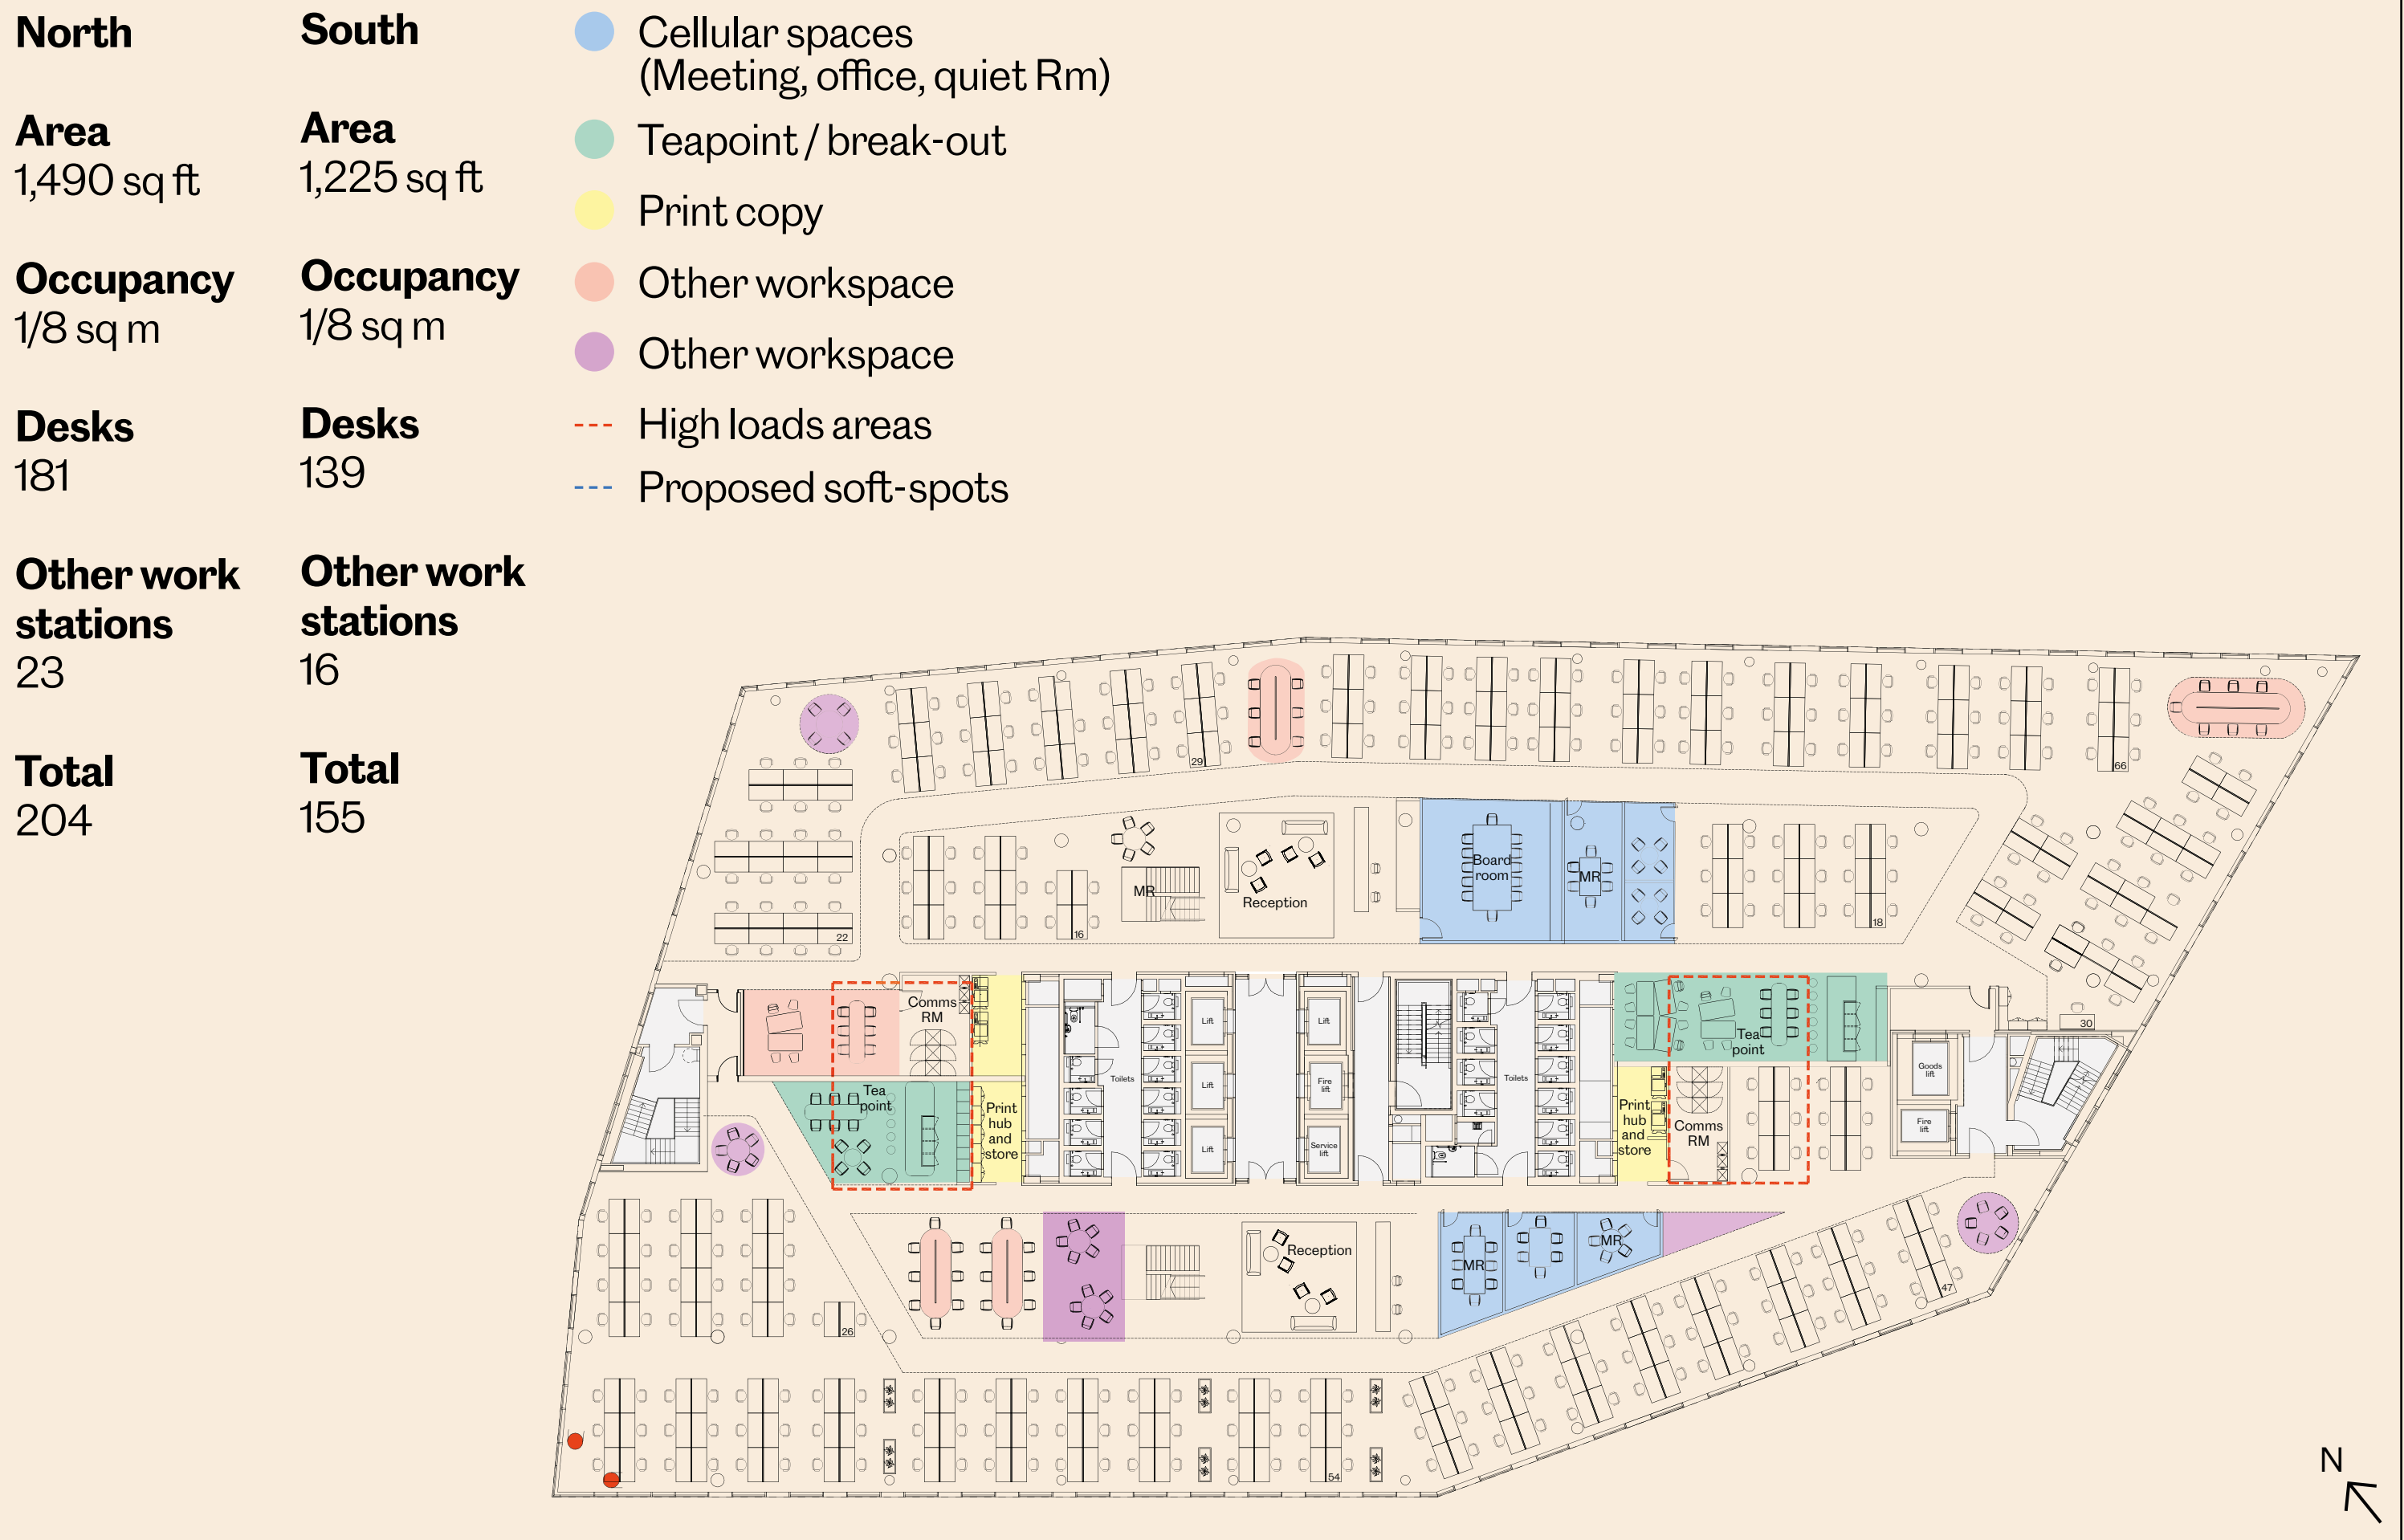 North
Area
1,490 sq ft
Occupancy
1/8 sq m
Desks
181
Other work
stations
23
Total
204
South
Area
1,225 sq ft
Occupancy
1/8 sq m
Desks
139
Other work
stations
16
Total
155
Cellular spaces
(Meeting, office, quiet Rm)
Teapoint / break-out
Print copy
Other workspace
Other workspace
High loads areas
Proposed soft-spots
29
66
22
16
MR
Reception
Board
room
MR
18
30
Comms
RM
Tea
point
Print
hub
and
store
Toilets
Lift
Lift
Lift
Lift
Fire
lift
Service
lift
Toilets
Tea
point
Print
hub
and
store
Comms
RM
Goods
lift
Fire
lift
26
Reception
MR
MR
47
54
N